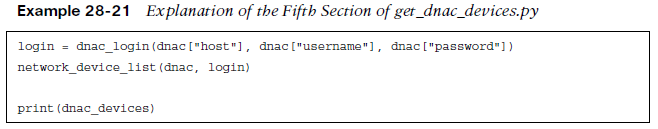 Example 28-21 Explanation of the Fifth Section of get_dnac_devices.py
login = dnac_login(dnac["host"], dnac["username"], dnac["password"])
network_device_list(dnac, login)
print(dnac_devices)